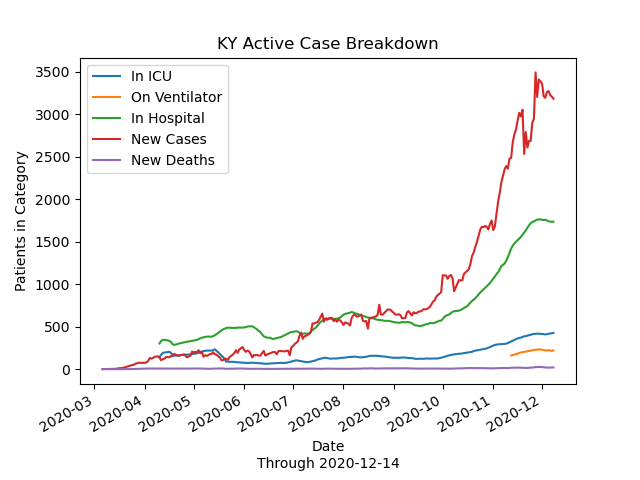 KY Active Case Breakdown
In ICU
On Ventilator
In Hospital
New Cases
New Deaths
Patients in Category
3500
3000
2500
2000
1500
1000
500
0
2020-03
2020-04
2020-05
2020-06
2020-07
2020-08
2020-09
2020-10
2020-11
2020-12
Date
Through 2020-12-14